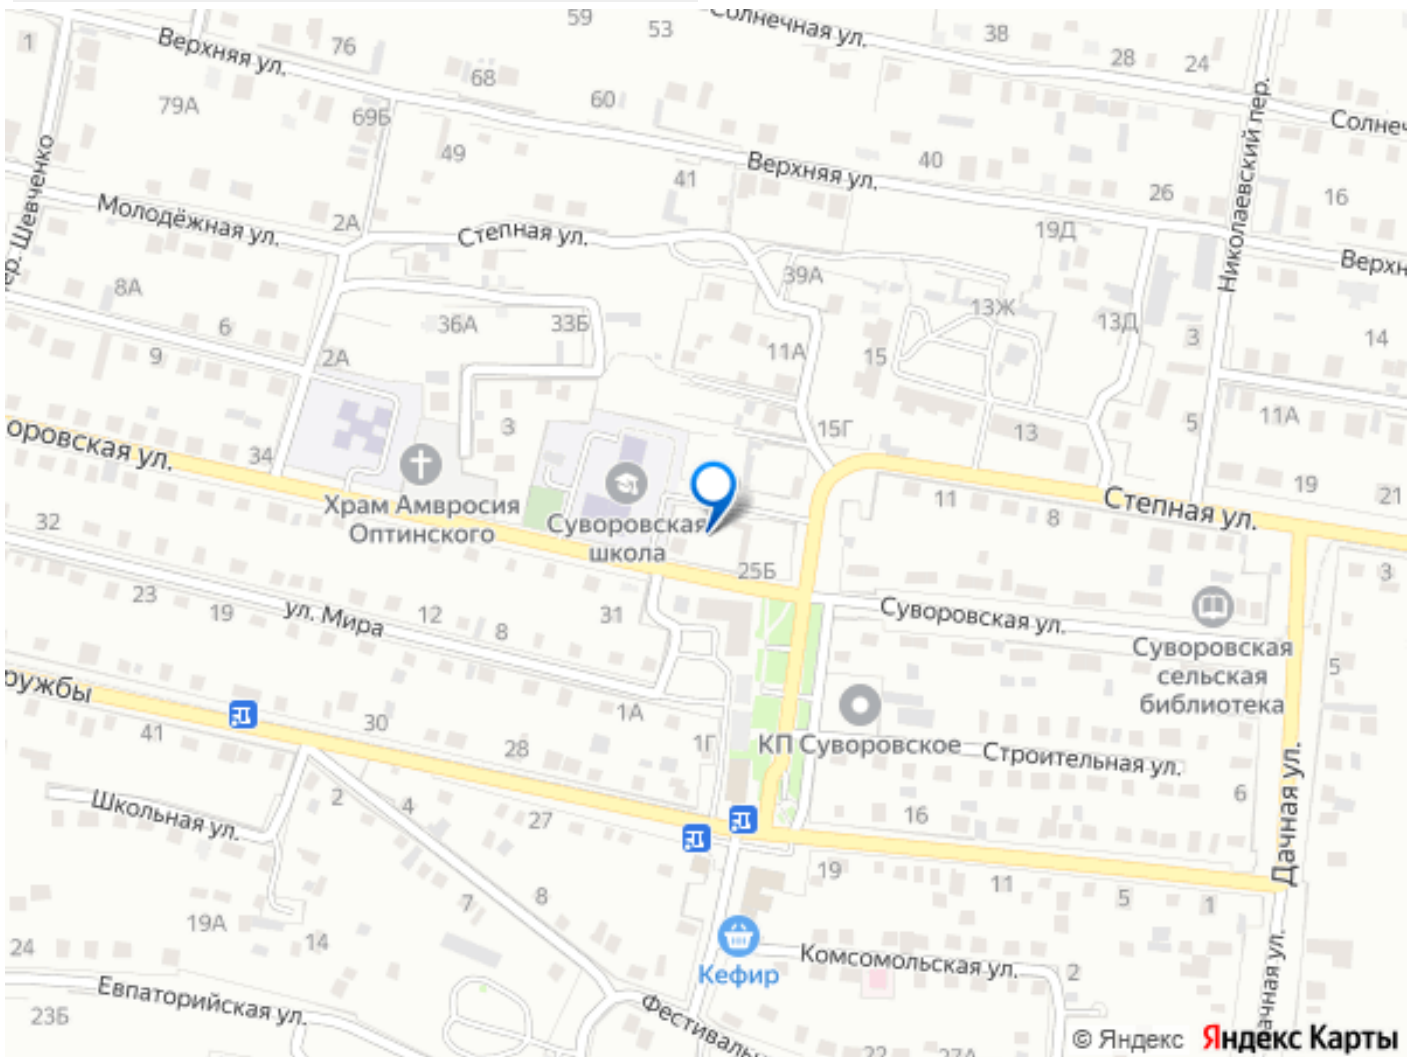 59
53
Солнечная ул.
38
28
24
1
Верхняя ул.
76
68
60
79А
69Б
49
41
Верхняя ул.
40
26
16
Николаевский пер.
Солнеч
Молодёжная ул.
2А
Степная ул.
19Д
Верхн
ер. Шевченко
8А
6
9
2А
36А
33Б
39А
11А
15
13Ж
13Д
3
14
11А
5
оровская ул.
34
3
15Г
13
19
21
Храм Амвросия
Оптинского
Суворовская
школа
11
8
Степная ул.
32
25Б
3
23
19
ул. Мира
12
8
31
Суворовская ул.
Суворовская
сельская
библиотека
5
ружбы
41
30
28
1А
1Г
КП Суворовское
Строительная ул.
6
Школьная ул.
2
4
27
16
Дачная ул.
19
11
5
1
7
8
19А
14
24
Кефир
Комсомольская ул.
2
Евпаторийская ул.
23Б
Фестивальн
22
27А
ачная ул.
© Яндекс Яндекс Карты